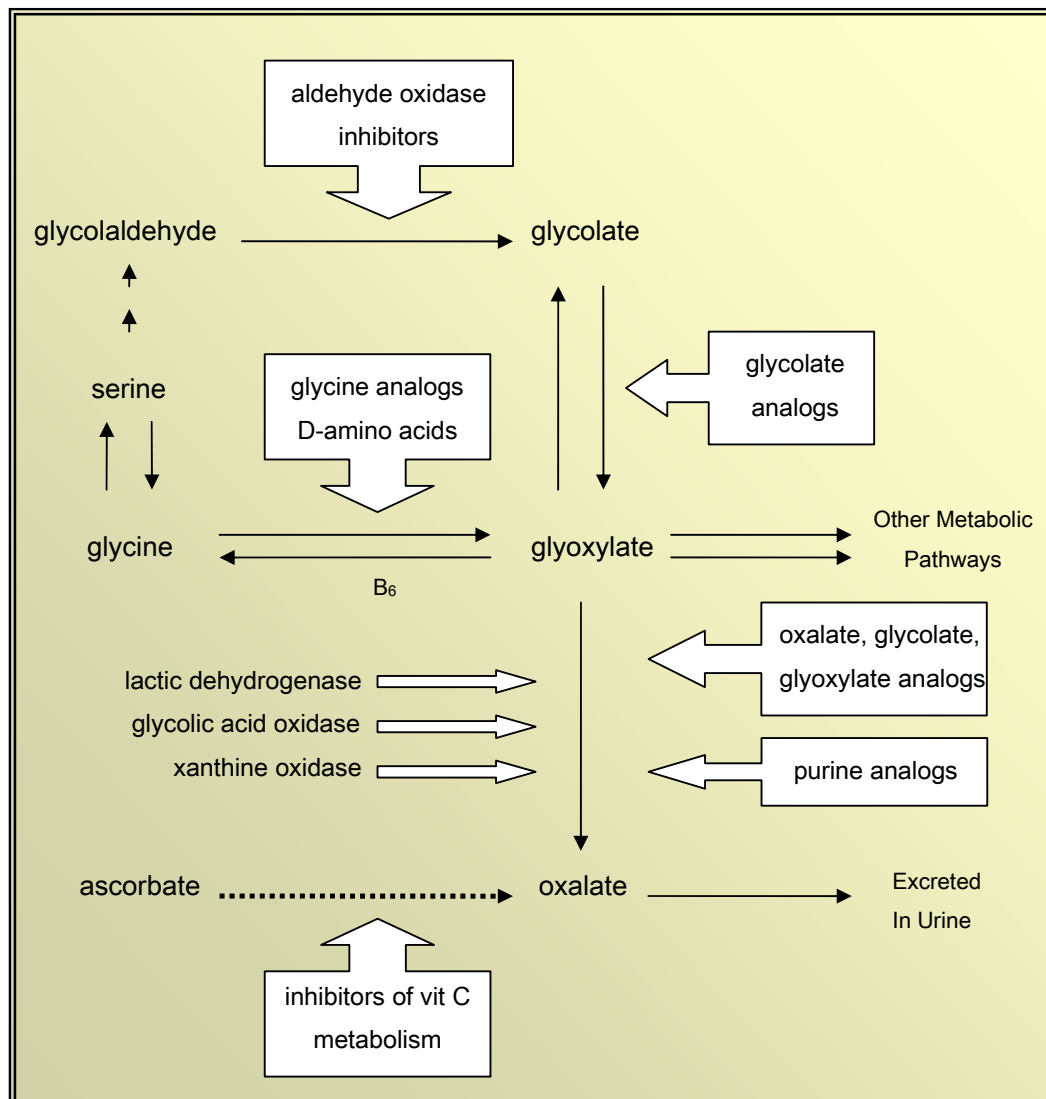 aldehyde oxidase
inhibitors
glycolaldehyde
glycolate
serine
glycine analogs
D-amino acids
glycolate
analogs
glycine
B₆
glyoxylate
Other Metabolic
Pathways
oxalate, glycolate,
glyoxylate analogs
lactic dehydrogenase
glycolic acid oxidase
xanthine oxidase
purine analogs
ascorbate
oxalate
Excreted
In Urine
inhibitors of vit C
metabolism